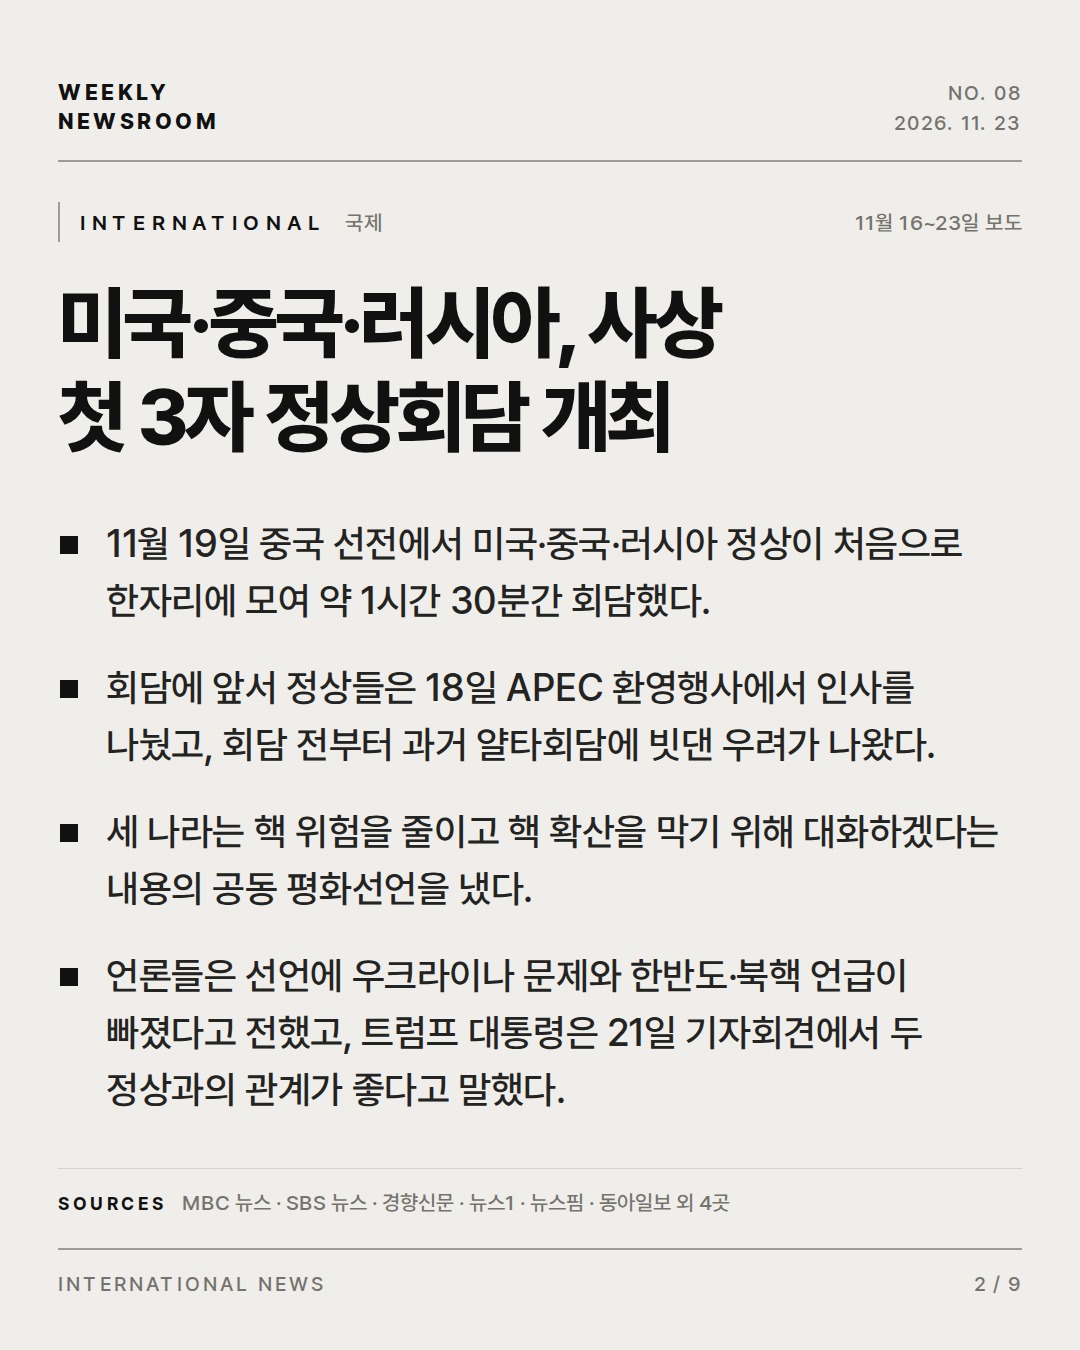 WEEKLY
NEWSROOM
NO. 08
2026. 11. 23
INTERNATIONAL 국제
11월 16~23일 보도
미국·중국·러시아, 사상
첫 3자 정상회담 개최
11월 19일 중국 선전에서 미국·중국·러시아 정상이 처음으로
한자리에 모여 약 1시간 30분간 회담했다.
회담에 앞서 정상들은 18일 APEC 환영행사에서 인사를
나눴고, 회담 전부터 과거 얄타회담에 빗댄 우려가 나왔다.
세 나라는 핵 위험을 줄이고 핵 확산을 막기 위해 대화하겠다는
내용의 공동 평화선언을 냈다.
언론들은 선언에 우크라이나 문제와 한반도·북핵 언급이
빠졌다고 전했고, 트럼프 대통령은 21일 기자회견에서 두
정상과의 관계가 좋다고 말했다.
SOURCES MBC 뉴스 · SBS 뉴스 · 경향신문 · 뉴스1 · 뉴스핌 · 동아일보 외 4곳
INTERNATIONAL NEWS
2 / 9